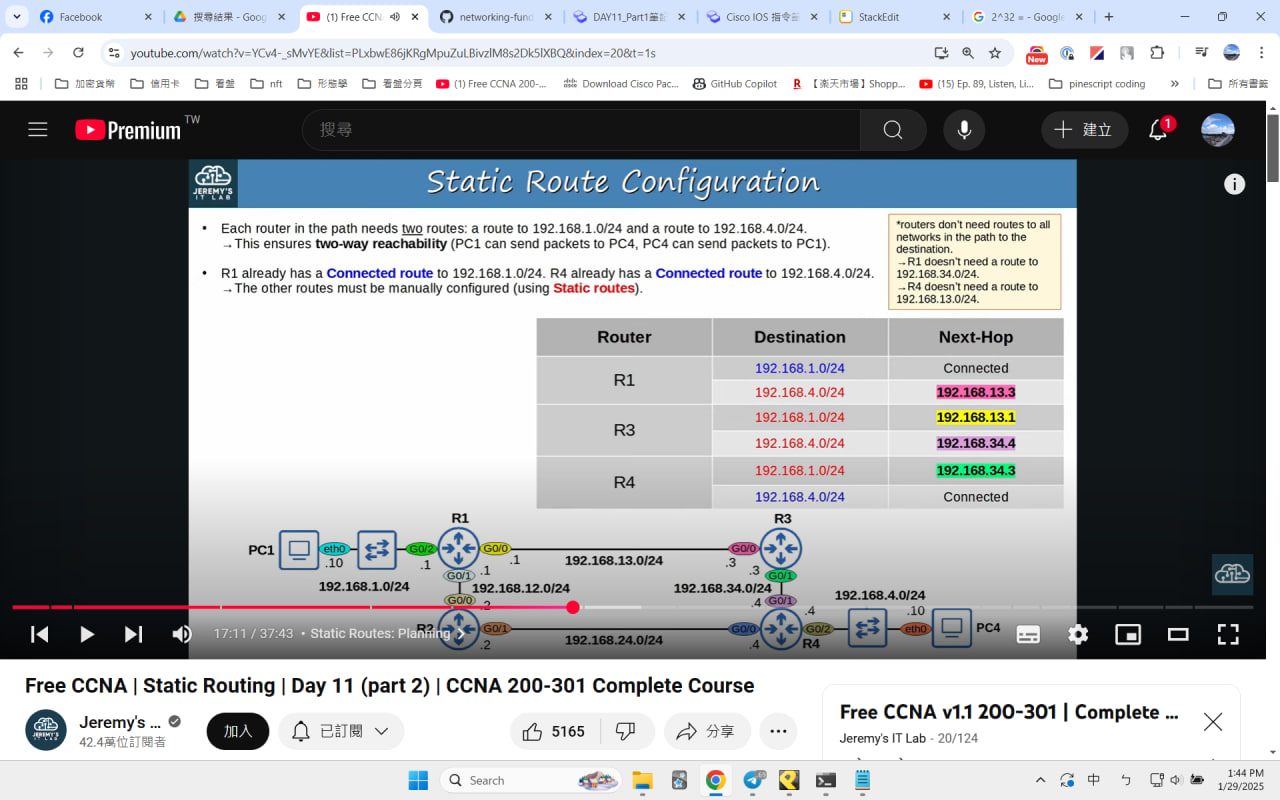 Facebook
搜尋結果 - Goog
(1) Free CCNA
networking-fund
DAY11_Part1筆記
Cisco IOS 指令
StackEdit
2^32 = - Google
youtube.com/watch?v=YCv4-_sMvYE&list=PLxbwE86jKRgMpuZuLBivzlM8s2Dk5lXBQ&index=20&t=1s
New
加密貨幣
信用卡
看盤
nft
形態學
看盤分頁
(1) Free CCNA 200-...
Download Cisco Pac...
GitHub Copilot
【楽天市場】Shopp...
(15) Ep. 89, Listen, Li...
pinescript coding
所有書籤
Premium TW
搜尋
建立
1
JEREMY'S
IT LAB
Static Route Configuration
• Each router in the path needs two routes: a route to 192.168.1.0/24 and a route to 192.168.4.0/24.
→This ensures two-way reachability (PC1 can send packets to PC4, PC4 can send packets to PC1).
• R1 already has a Connected route to 192.168.1.0/24. R4 already has a Connected route to 192.168.4.0/24.
→The other routes must be manually configured (using Static routes).
*routers don't need routes to all
networks in the path to the
destination.
→R1 doesn't need a route to
192.168.34.0/24.
→R4 doesn't need a route to
192.168.13.0/24.
Router Destination Next-Hop
R1 192.168.1.0/24 Connected
192.168.4.0/24 192.168.13.3
R3 192.168.1.0/24 192.168.13.1
192.168.4.0/24 192.168.34.4
R4 192.168.1.0/24 192.168.34.3
192.168.4.0/24 Connected
R1 R3
PC1 eth0 G0/2 G0/0 G0/0
.10 .1 .1 192.168.13.0/24 .3
192.168.1.0/24 G0/1 .1 .3 G0/1
192.168.12.0/24 192.168.34.0/24
G0/0 .2 .4 G0/1 192.168.4.0/24
.4 .10
R2 G0/1 G0/0 G0/2 eth0 PC4
.2 192.168.24.0/24 .4 R4
17:11 / 37:43 • Static Routes: Planning
Free CCNA | Static Routing | Day 11 (part 2) | CCNA 200-301 Complete Course
JEREMY'S
IT LAB
Jeremy's ...
42.4萬位訂閱者
加入
已訂閱
5165
分享
Free CCNA v1.1 200-301 | Complete ...
Jeremy's IT Lab - 20/124
Search
中
ㄅ
1:44 PM
1/29/2025